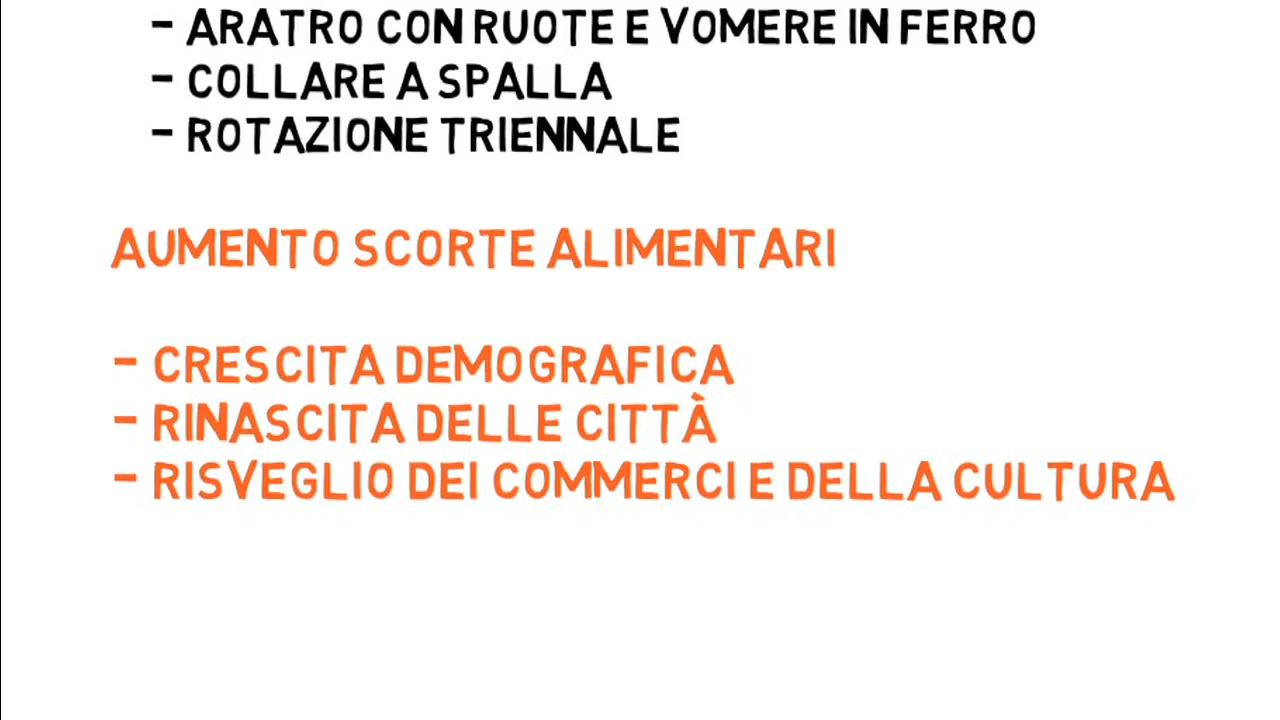 - ARATRO CON RUOTE E VOMERE IN FERRO
- COLLARE A SPALLA
- ROTAZIONE TRIENNALE
AUMENTO SCORTE ALIMENTARI
- CRESCITA DEMOGRAFICA
- RINASCITA DELLE CITTÀ
- RISVEGLIO DEI COMMERCI E DELLA CULTURA